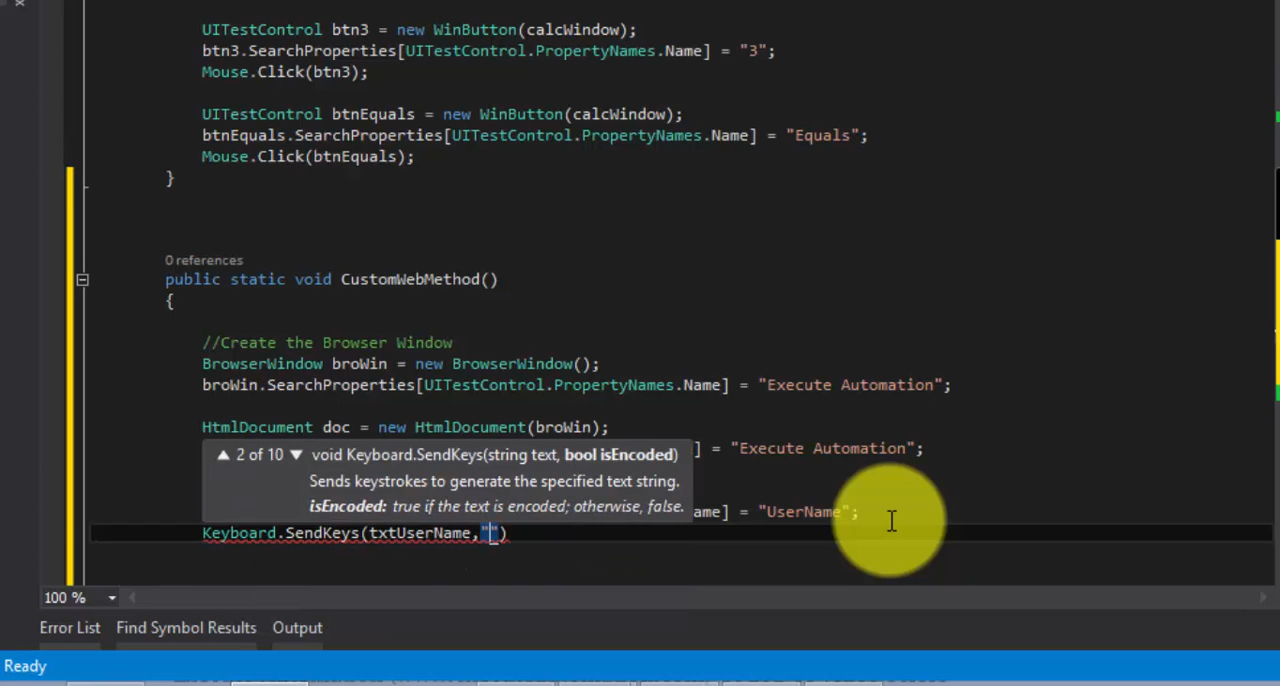 UITestControl btn3 = new WinButton(calcWindow);
btn3.SearchProperties[UITestControl.PropertyNames.Name] = "3";
Mouse.Click(btn3);
UITestControl btnEquals = new WinButton(calcWindow);
btnEquals.SearchProperties[UITestControl.PropertyNames.Name] = "Equals";
Mouse.Click(btnEquals);
}
0 references
public static void CustomWebMethod()
{
//Create the Browser Window
BrowserWindow broWin = new BrowserWindow();
broWin.SearchProperties[UITestControl.PropertyNames.Name] = "Execute Automation";
HtmlDocument doc = new HtmlDocument(broWin);
] = "Execute Automation";
▲ 2 of 10 ▼ void Keyboard.SendKeys(string text, bool isEncoded)
Sends keystrokes to generate the specified text string.
isEncoded: true if the text is encoded; otherwise, false.
ame] = "UserName";
Keyboard.SendKeys(txtUserName,"")
100 %
Error List Find Symbol Results Output
Ready